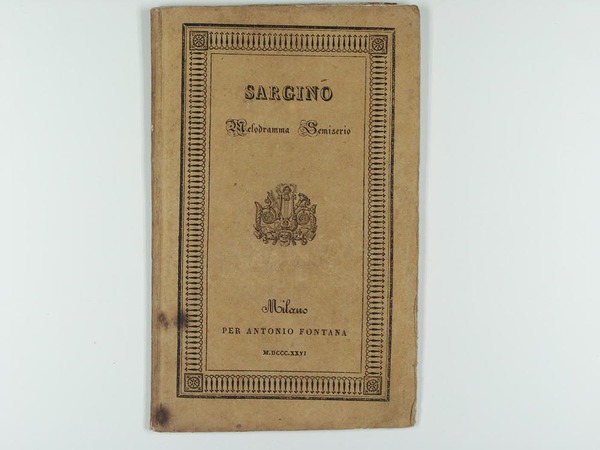 SARGINO
Melodramma Semiserio
Milano
PER ANTONIO FONTANA
M.DCCC.XXVI